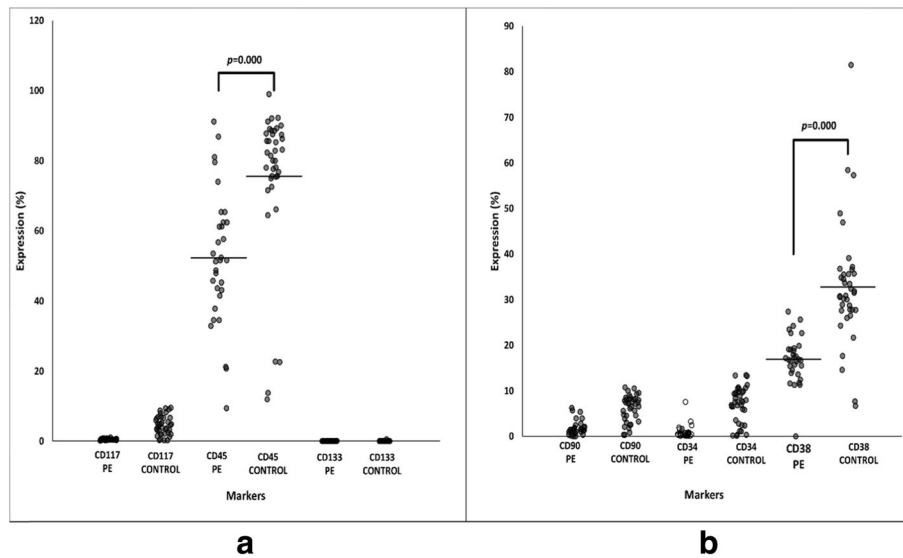 120
100
80
60
40
20
0
Expression (%)
p=0.000
CD117 PE
CD117 CONTROL
CD45 PE
CD45 CONTROL
CD133 PE
CD133 CONTROL
Markers
a
90
80
70
60
50
40
30
20
10
0
Expression (%)
p=0.000
CD90 PE
CD90 CONTROL
CD34 PE
CD34 CONTROL
CD38 PE
CD38 CONTROL
Markers
b